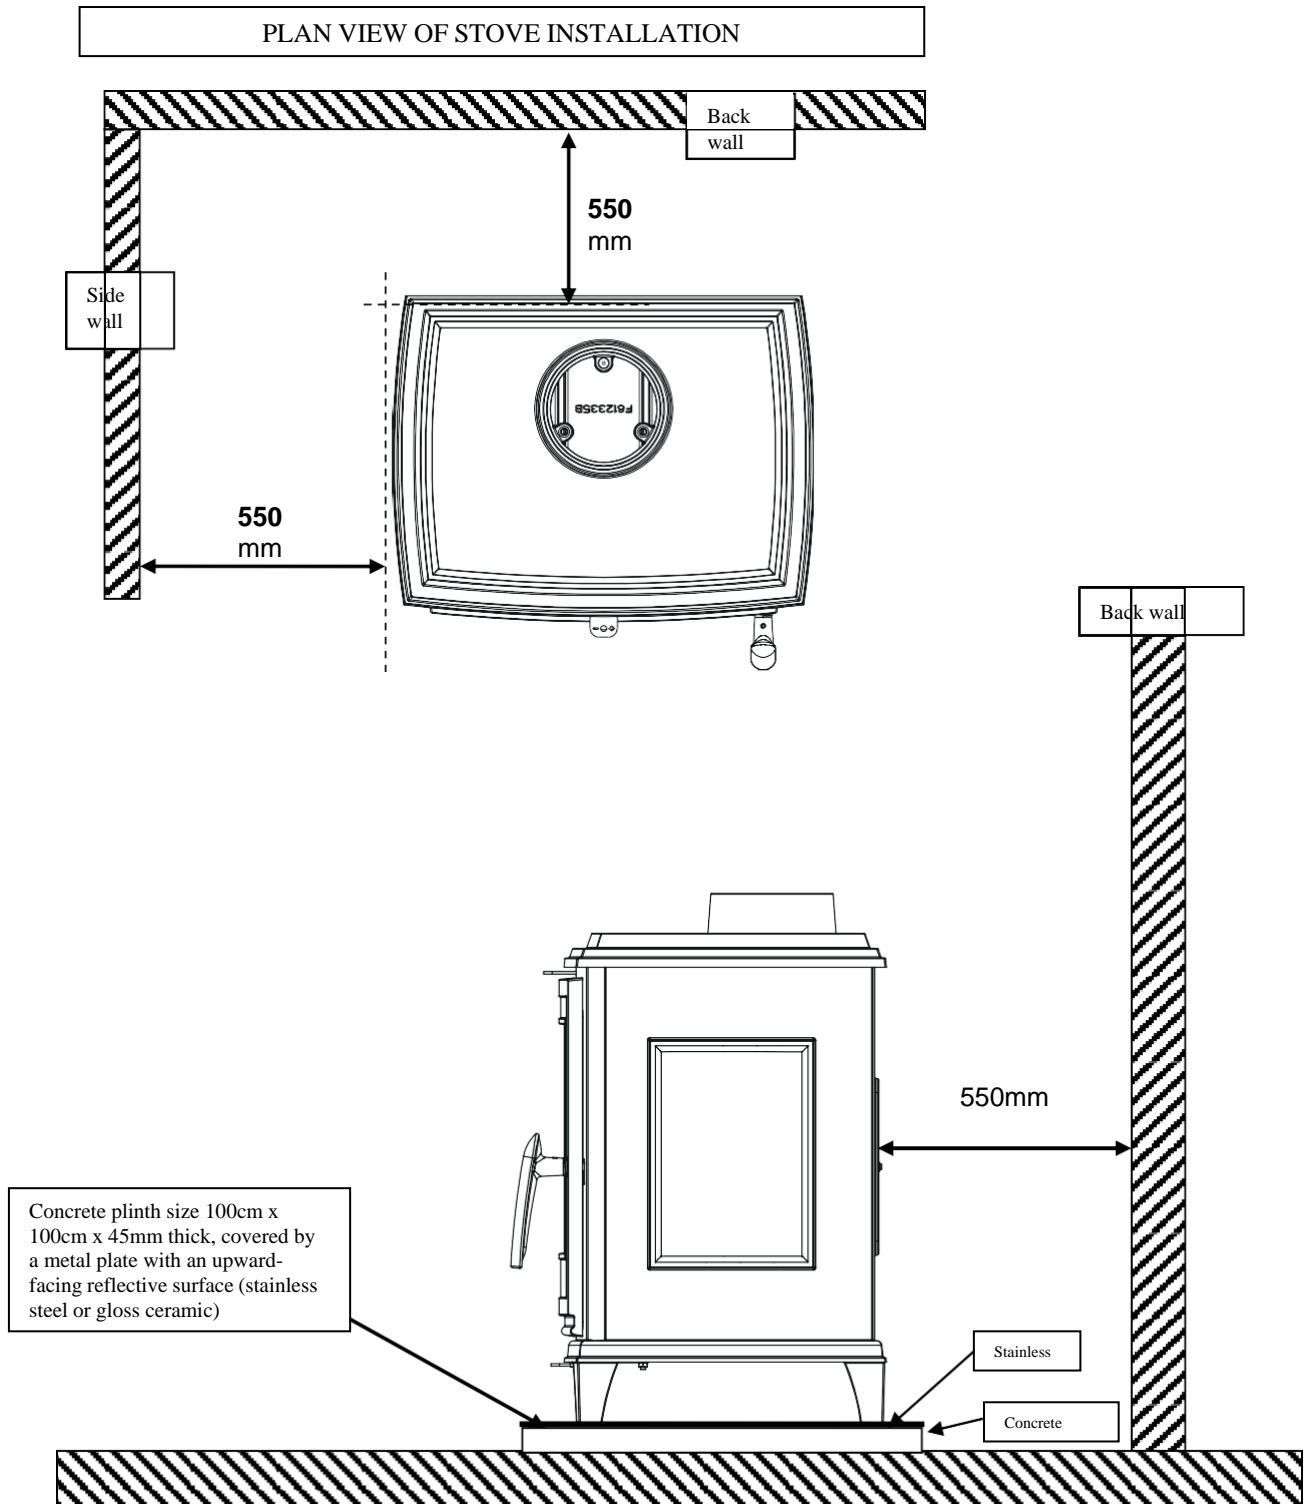 PLAN VIEW OF STOVE INSTALLATION
Back
wall
550
mm
Side
wall
F612335B
550
mm
Back wall
550mm
Concrete plinth size 100cm x
100cm x 45mm thick, covered by
a metal plate with an upward-
facing reflective surface (stainless
steel or gloss ceramic)
Stainless
Concrete